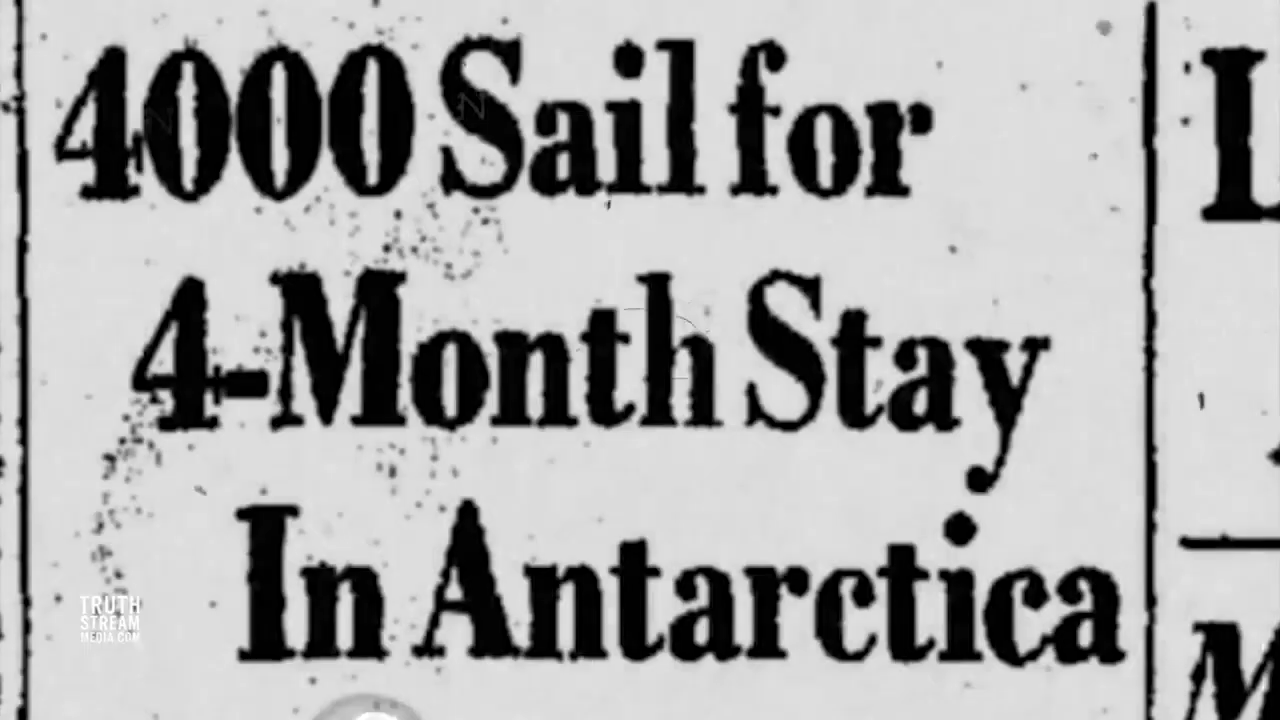 4000 Sail for
4-Month Stay
In Antarctica
TRUTH
STREAM
MEDIA.COM
L
M